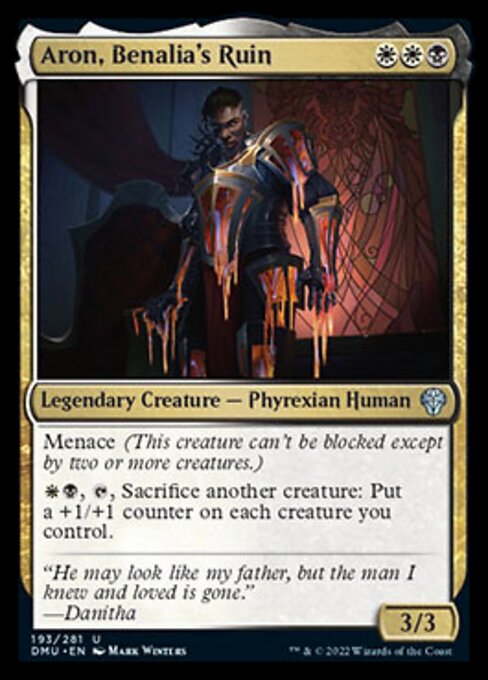 Aron, Benalia's Ruin
Legendary Creature — Phyrexian Human
Menace (This creature can't be blocked except
by two or more creatures.)
, , Sacrifice another creature: Put
a +1/+1 counter on each creature you
control.
“He may look like my father, but the man I
knew and loved is gone.”
—Danitha
3/3
193/281 U
DMU • EN Mark Winters
™ & © 2022 Wizards of the Coast